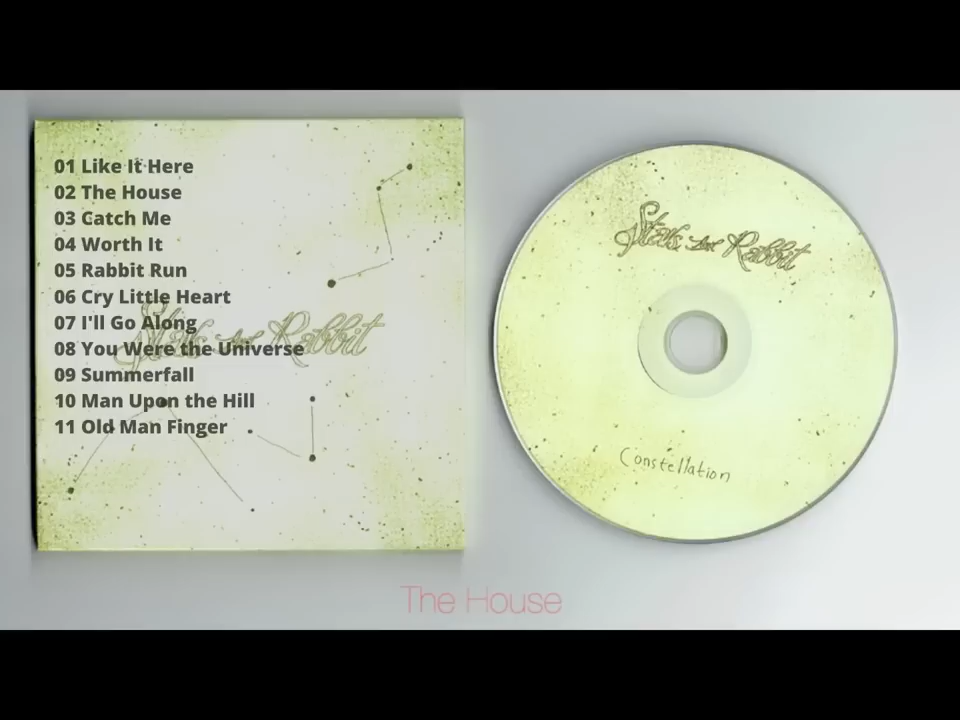 01 Like It Here
02 The House
03 Catch Me
04 Worth It
05 Rabbit Run
06 Cry Little Heart
07 I'll Go Along
08 You Were the Universe
09 Summerfall
10 Man Upon the Hill
11 Old Man Finger
Stars and Rabbit
Stars and Rabbit
Constellation
The House